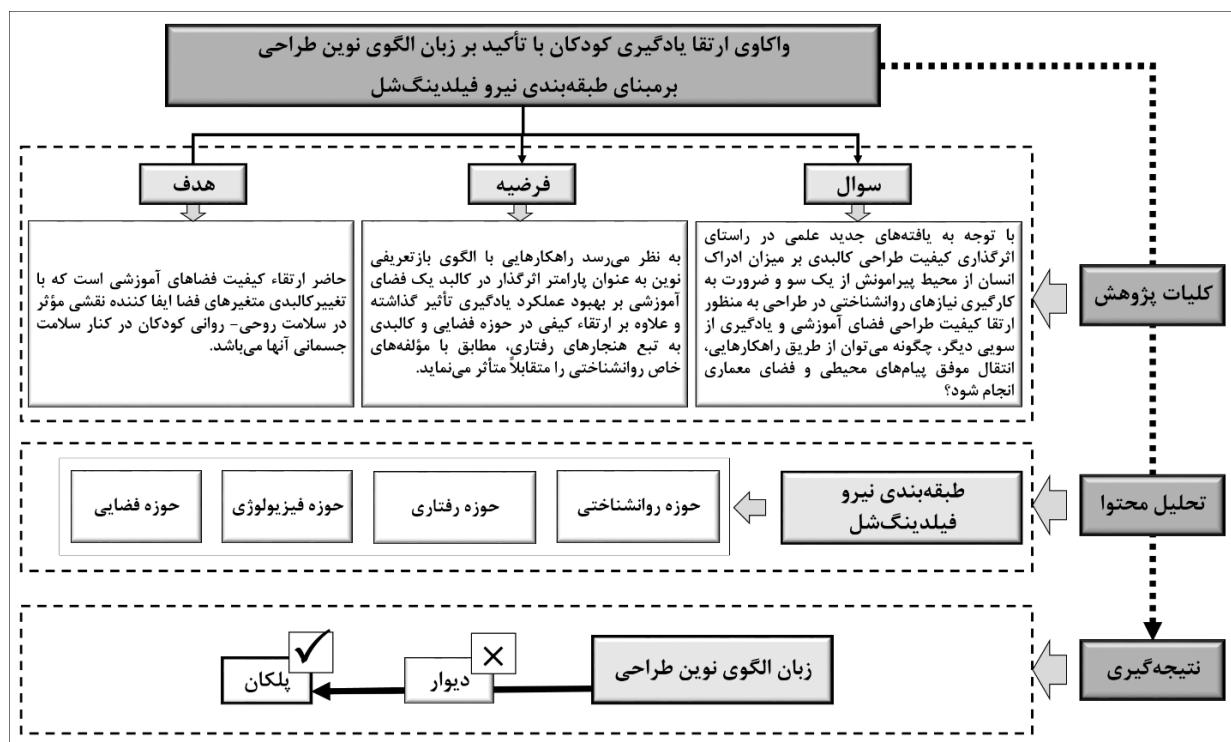 واکاوی ارتقا یادگیری کودکان با تأکید بر زبان الگوی نوین طراحی
برمبنای طبقه‌بندی نیرو فیلدینگ‌شل
سوال
فرضیه
هدف
با توجه به یافته‌های جدید علمی در راستای
اثرگذاری کیفیت طراحی کالبدی بر میزان ادراک
انسان از محیط پیرامونش از یک سو و ضرورت به
کارگیری نیازهای روانشناختی در طراحی به منظور
ارتقا کیفیت طراحی فضای آموزشی و یادگیری از
سویی دیگر، چگونه می‌توان از طریق راهکارهایی،
انتقال موفق پیام‌های محیطی و فضای معماری
انجام شود؟
به نظر می‌رسد راهکارهایی با الگوی بازتعریفی
نوین به عنوان پارامتر اثرگذار در کالبد یک فضای
آموزشی بر بهبود عملکرد یادگیری تأثیر گذاشته
و علاوه بر ارتقاء کیفی در حوزه فضایی و کالبدی
به تبع هنجارهای رفتاری، مطابق با مؤلفه‌های
خاص روانشناختی را متقابلاً متأثر می‌نماید.
حاضر ارتقاء کیفیت فضاهای آموزشی است که با
تغییرکالبدی متغیرهای فضا ایفا کننده نقشی مؤثر
در سلامت روحی- روانی کودکان در کنار سلامت
جسمانی آنها می‌باشد.
کلیات پژوهش
تحلیل محتوا
طبقه‌بندی نیرو
فیلدینگ‌شل
حوزه روانشناختی
حوزه رفتاری
حوزه فیزیولوژی
حوزه فضایی
نتیجه‌گیری
زبان الگوی نوین طراحی
دیوار
پلکان